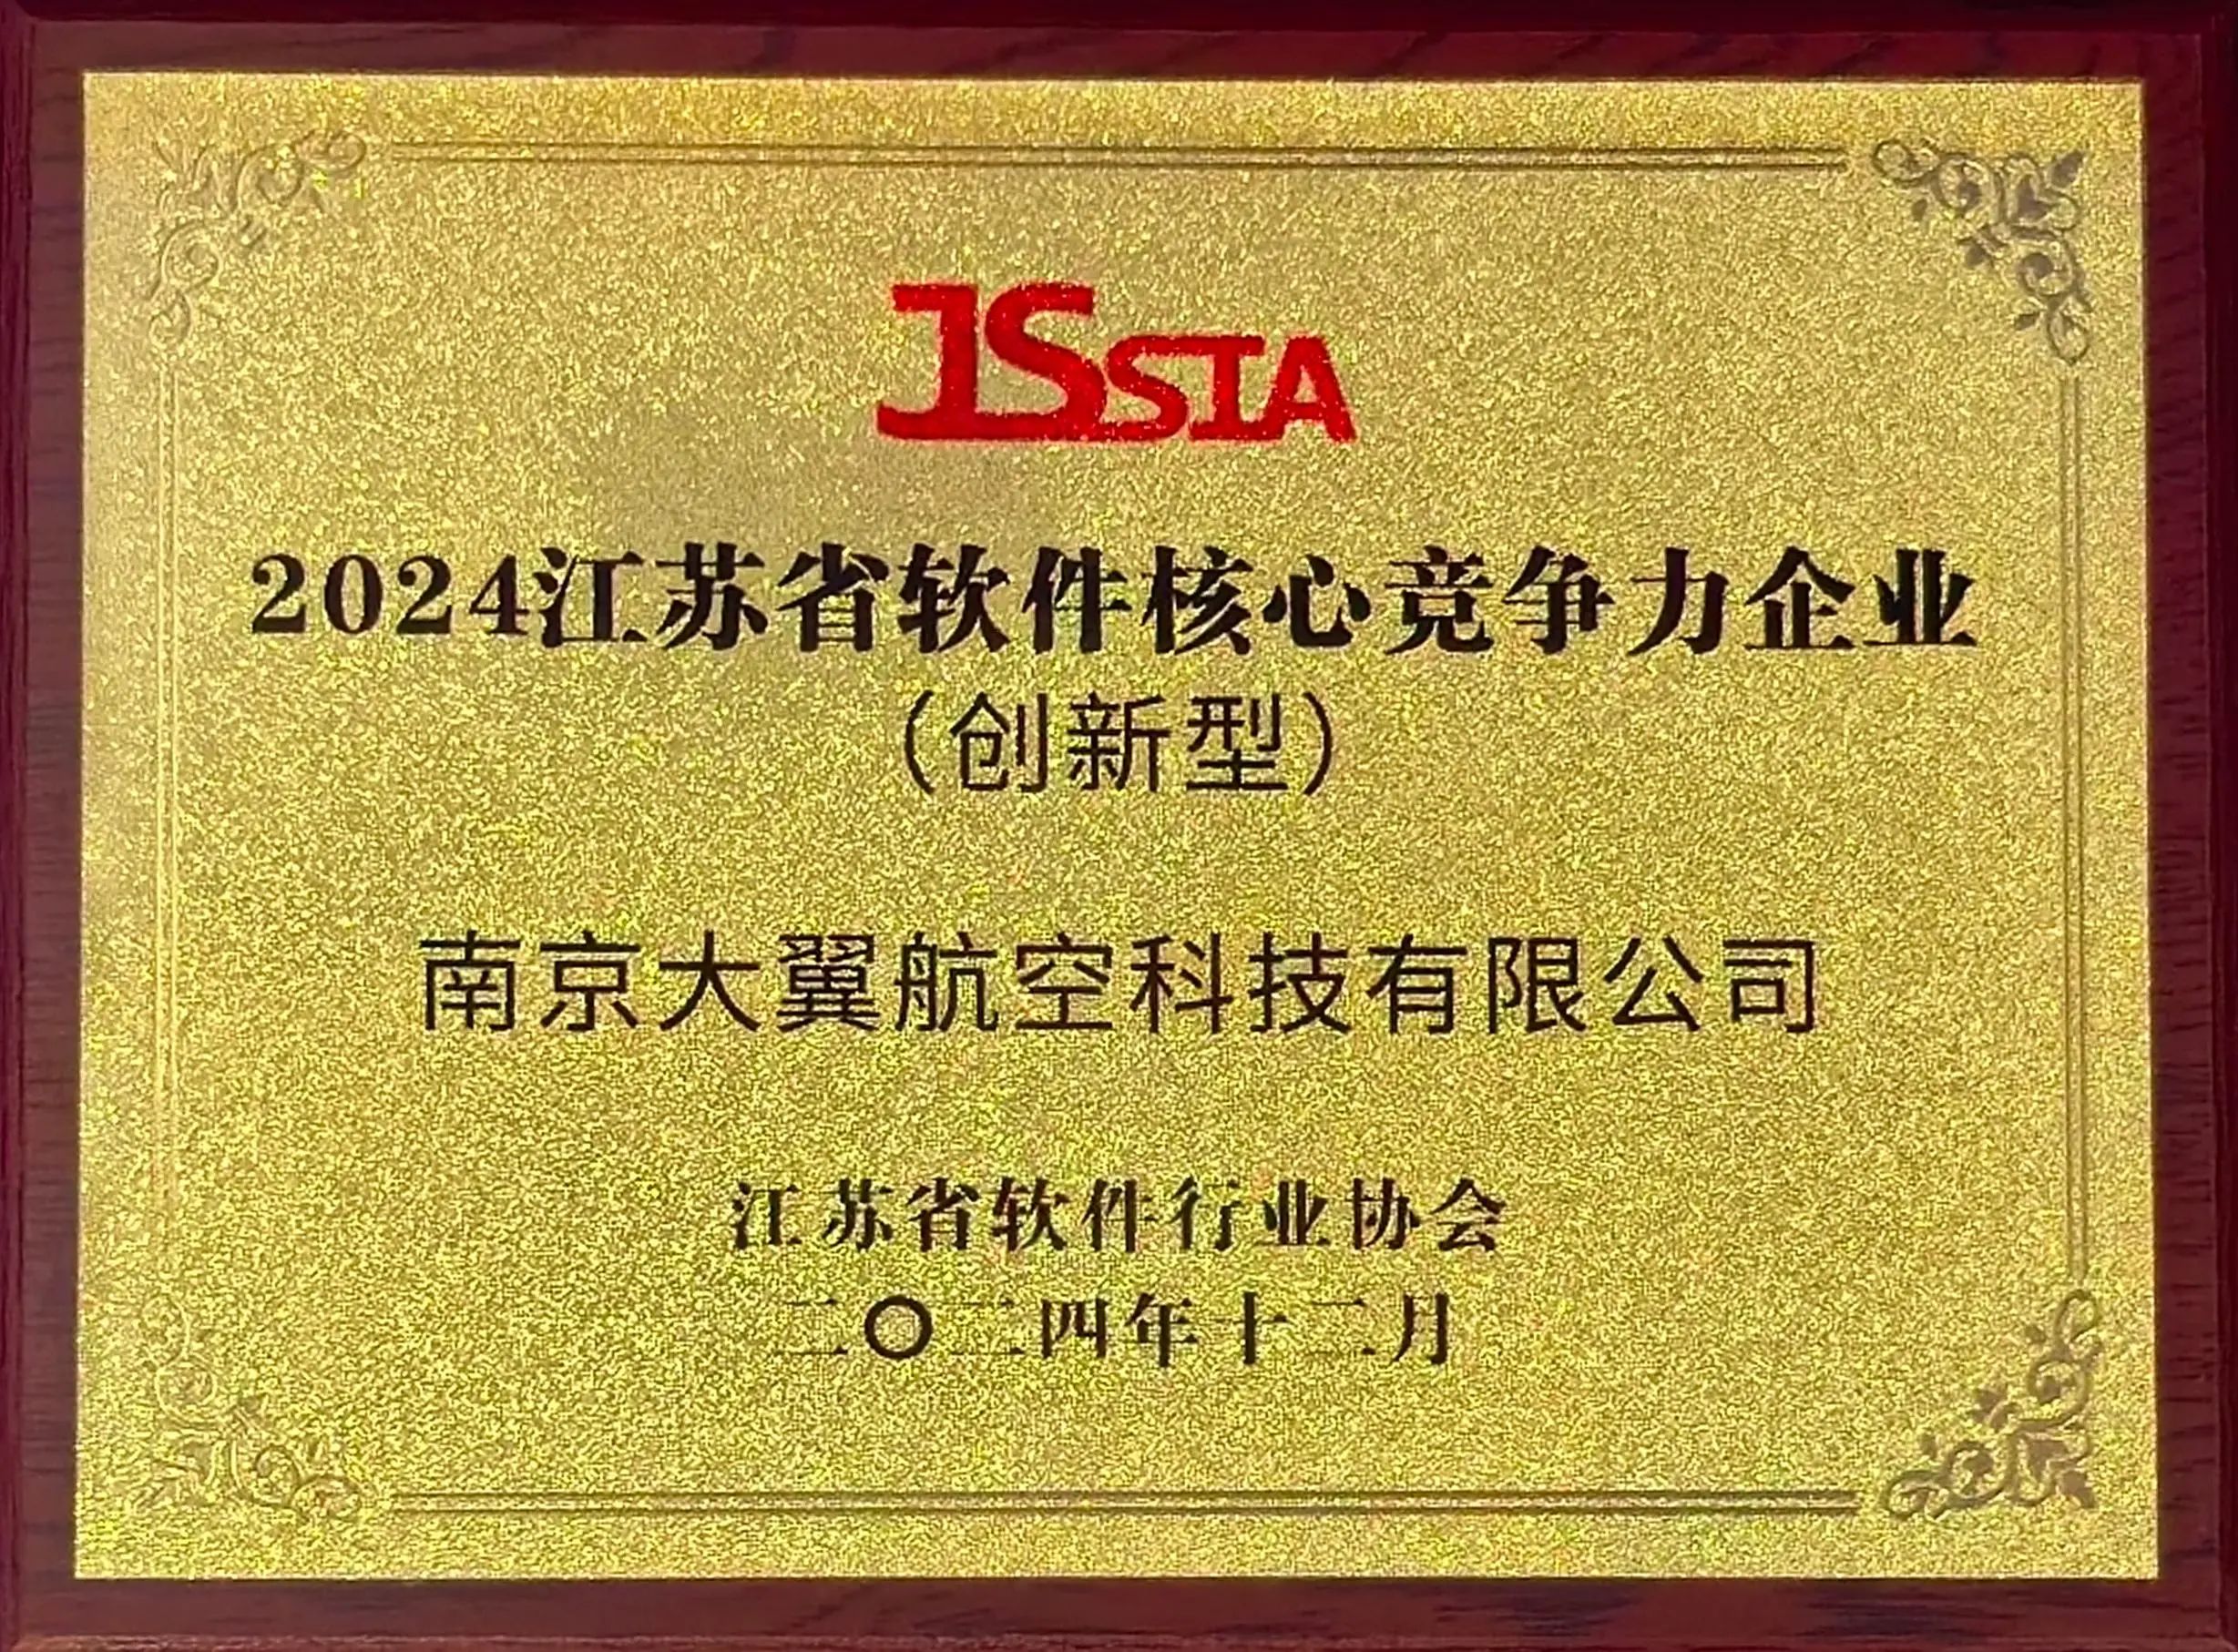 JSSIA
2024江苏省软件核心竞争力企业
（创新型）
南京大翼航空科技有限公司
江苏省软件行业协会
二〇二四年十二月